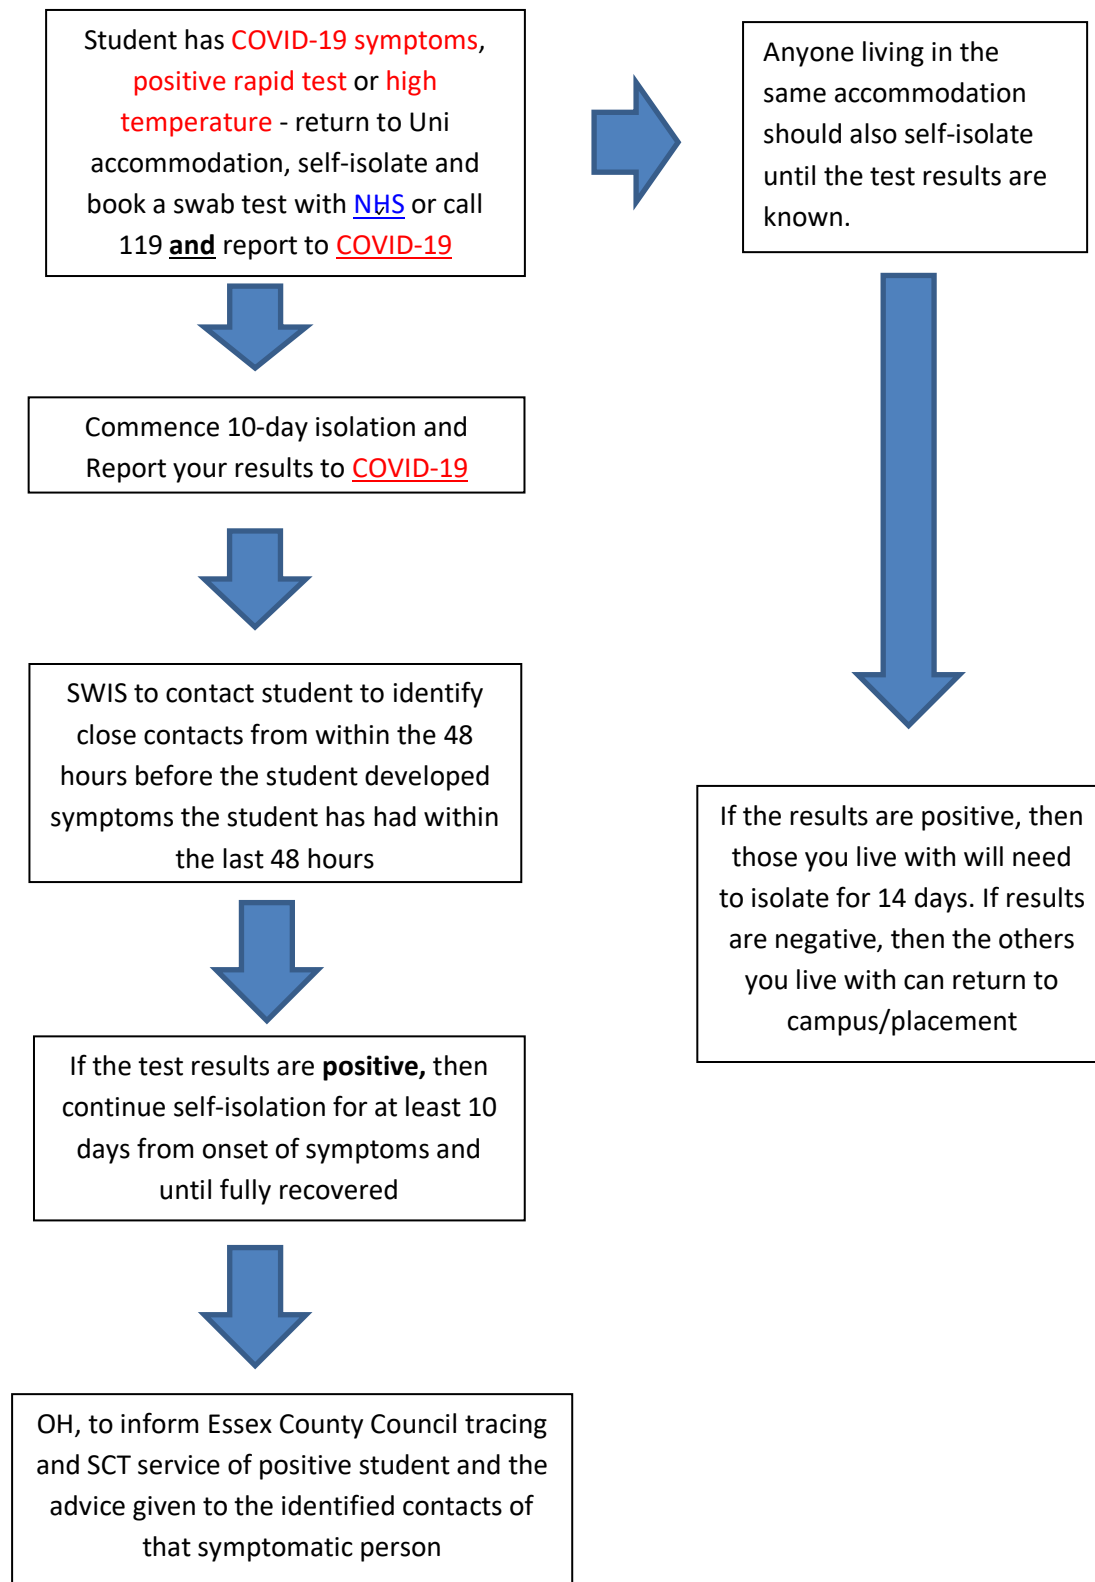 Student has COVID-19 symptoms,
positive rapid test or high
temperature - return to Uni
accommodation, self-isolate and
book a swab test with NHS or call
119 and report to COVID-19
Anyone living in the
same accommodation
should also self-isolate
until the test results are
known.
Commence 10-day isolation and
Report your results to COVID-19
SWIS to contact student to identify
close contacts from within the 48
hours before the student developed
symptoms the student has had within
the last 48 hours
If the results are positive, then
those you live with will need
to isolate for 14 days. If results
are negative, then the others
you live with can return to
campus/placement
If the test results are positive, then
continue self-isolation for at least 10
days from onset of symptoms and
until fully recovered
OH, to inform Essex County Council tracing
and SCT service of positive student and the
advice given to the identified contacts of
that symptomatic person